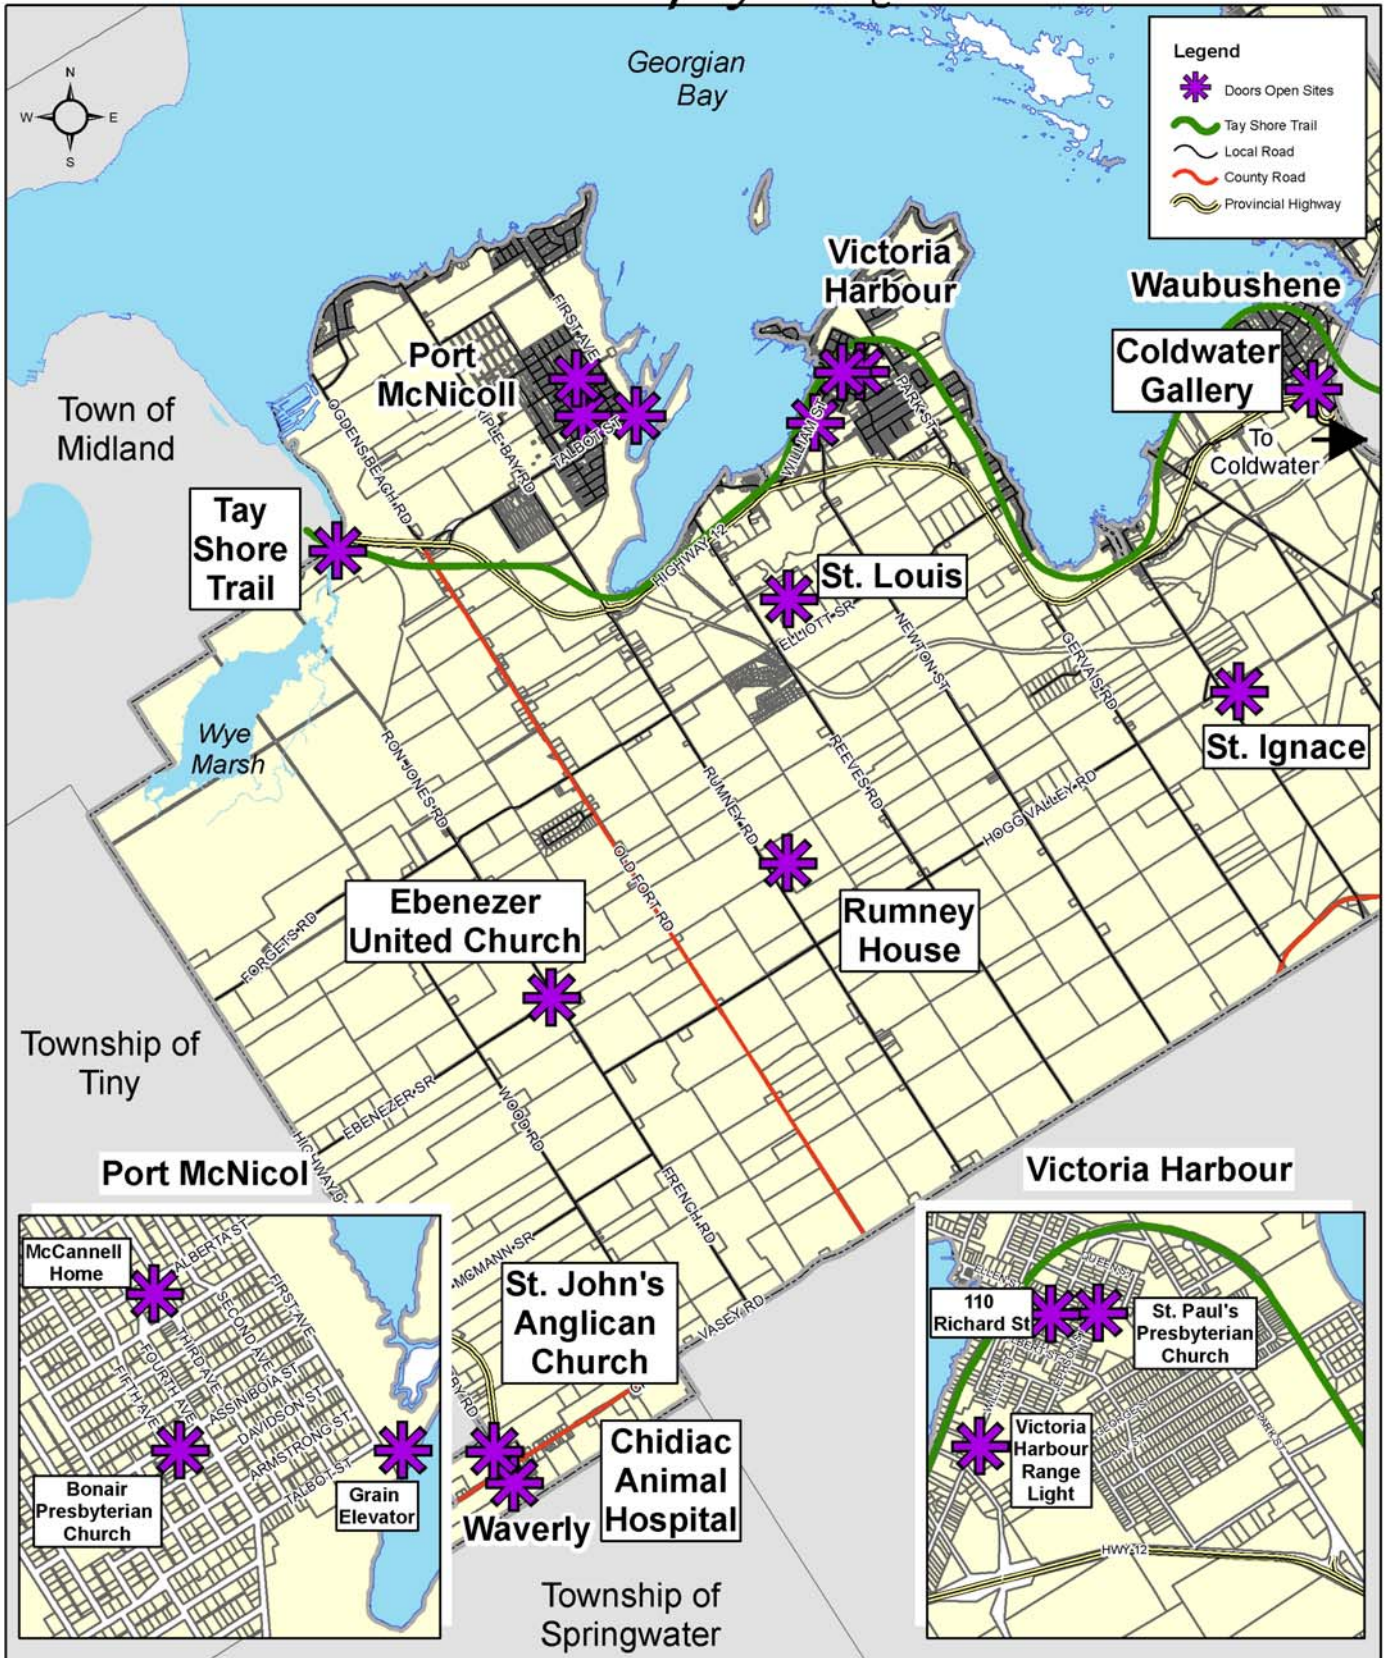 Georgian
Bay
N
W
E
S
Legend
Doors Open Sites
Tay Shore Trail
Local Road
County Road
Provincial Highway
Victoria
Harbour
Waubushene
Coldwater
Gallery
To
Coldwater
Port
McNicoll
FIRST AVE
TALBOT ST
OGDENS BEACH RD
WILLIAM ST
PARK ST
Town of
Midland
Tay
Shore
Trail
HIGHWAY 12
St. Louis
ELLIOTT SR
NEWTON ST
GERVAIS RD
St. Ignace
Wye
Marsh
RON JONES RD
RUMNEY RD
REEVES RD
HOGG VALLEY RD
OLD FORT RD
Ebenezer
United Church
Rumney
House
FORGETS RD
Township of
Tiny
EBENEZER SR
WOOD RD
FRENCH RD
MCMANN SR
VASEY RD
St. John's
Anglican
Church
Chidiac
Animal
Hospital
Waverly
Township of
Springwater
Port McNicol
McCannell
Home
ALBERTA ST
FIRST AVE
SECOND AVE
THIRD AVE
FOURTH AVE
FIFTH AVE
ASSINIBOIA ST
DAVIDSON ST
ARMSTRONG ST
TALBOT ST
Bonair
Presbyterian
Church
Grain
Elevator
Victoria Harbour
QUEEN ST
110
Richard St
St. Paul's
Presbyterian
Church
Victoria
Harbour
Range
Light
PARK ST
HWY 12